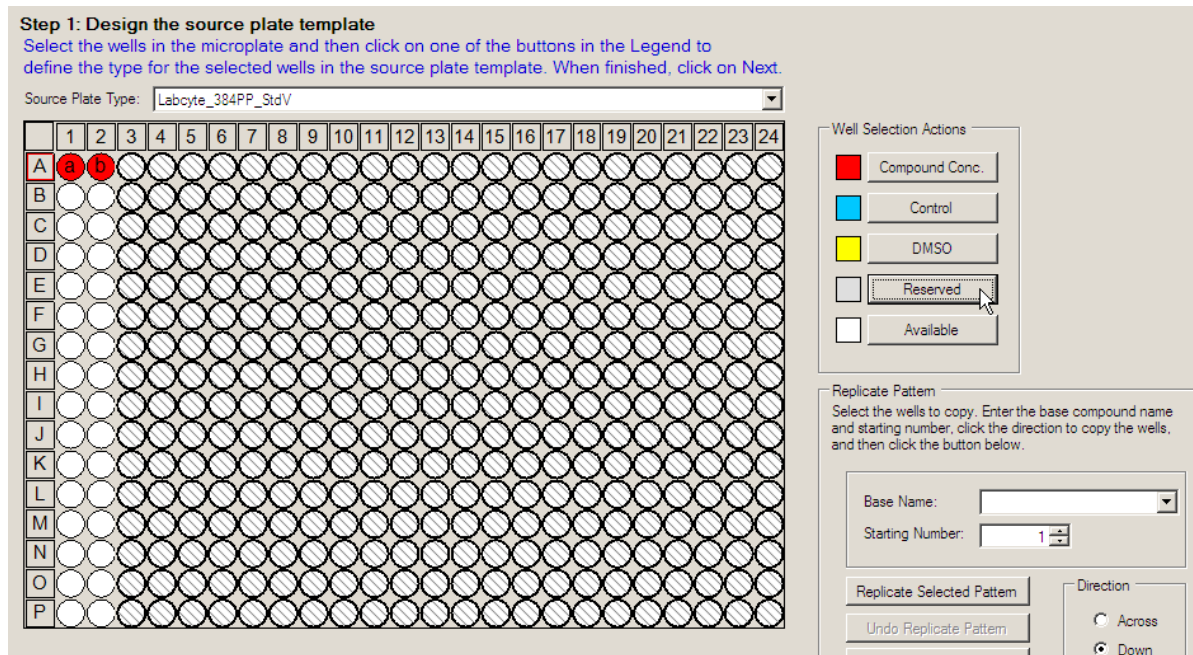 Step 1: Design the source plate template
Select the wells in the microplate and then click on one of the buttons in the Legend to
define the type for the selected wells in the source plate template. When finished, click on Next.
Source Plate Type: Labcyte_384PP_StdV
1 2 3 4 5 6 7 8 9 10 11 12 13 14 15 16 17 18 19 20 21 22 23 24
A a b
B
C
D
E
F
G
H
I
J
K
L
M
N
O
P
Well Selection Actions
Compound Conc.
Control
DMSO
Reserved
Available
Replicate Pattern
Select the wells to copy. Enter the base compound name
and starting number, click the direction to copy the wells,
and then click the button below.
Base Name:
Starting Number: 1
Replicate Selected Pattern
Undo Replicate Pattern
Direction
Across
Down